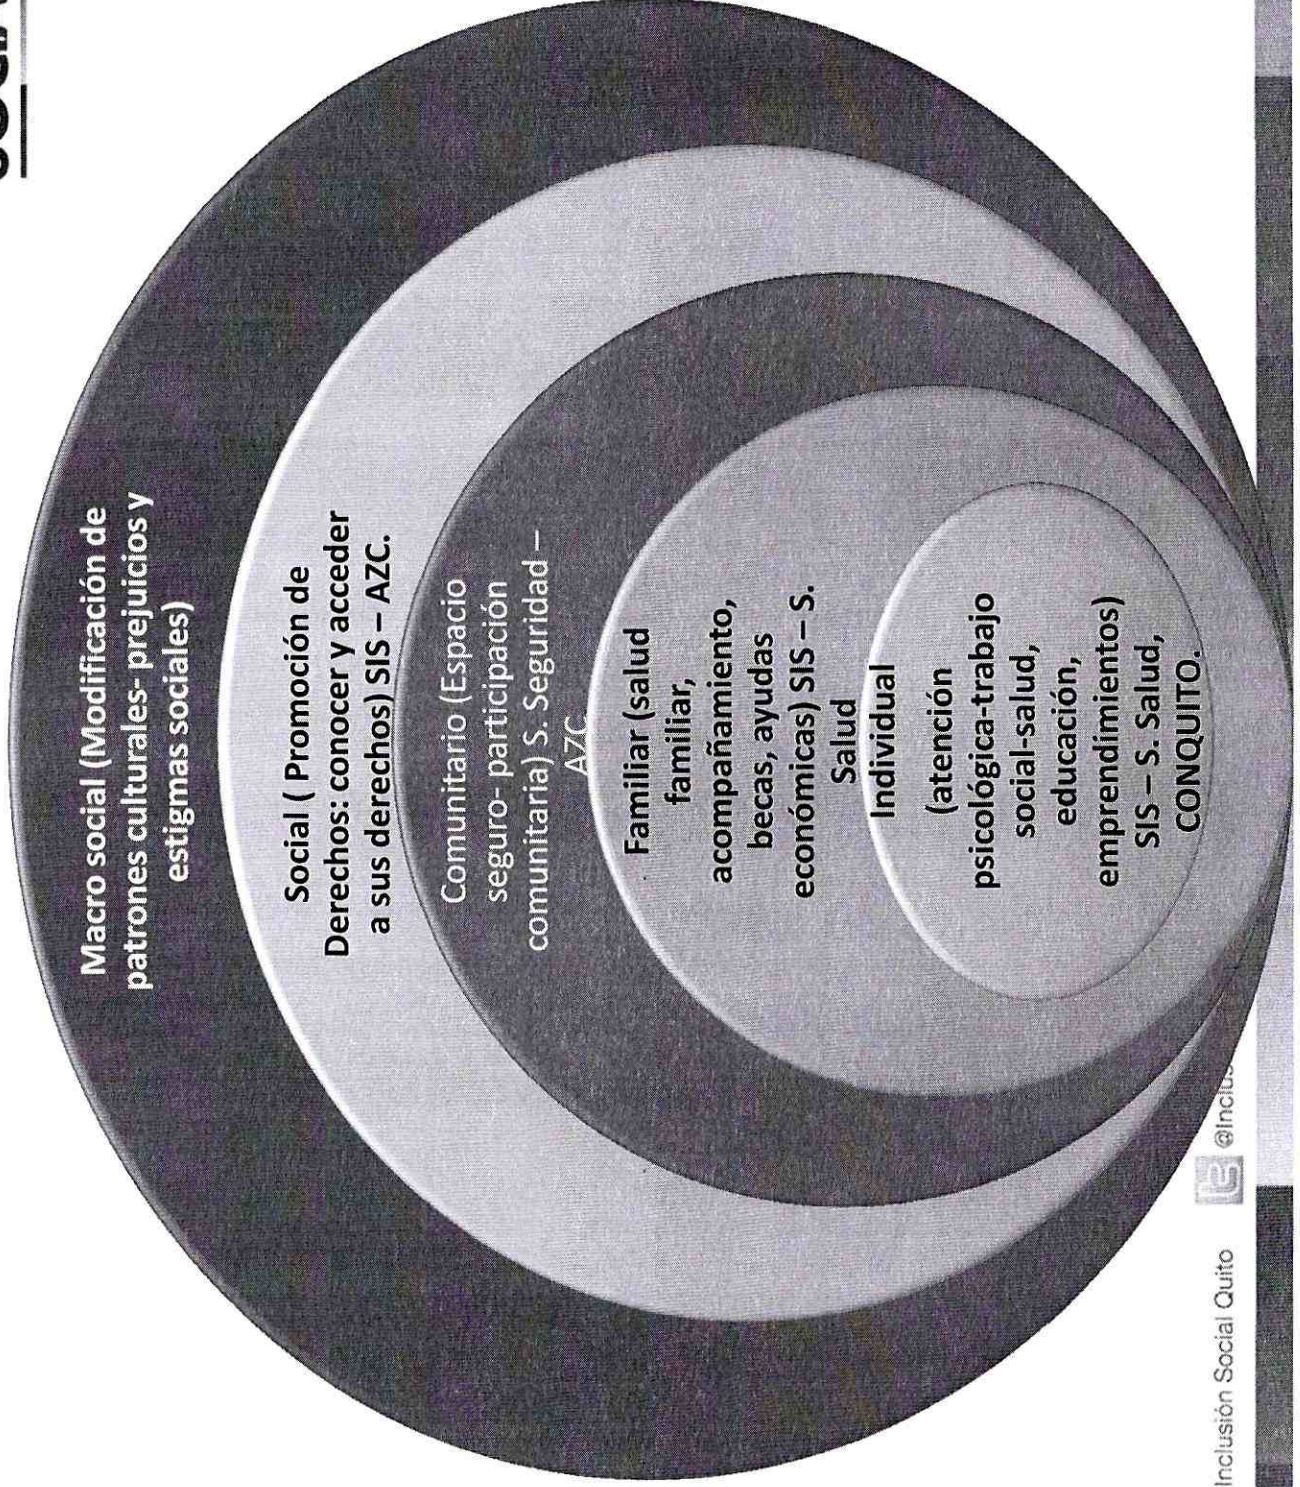 Macro social (Modificación de
patrones culturales- prejuicios y
estigmas sociales)
Social ( Promoción de
Derechos: conocer y acceder
a sus derechos) SIS – AZC.
Comunitario (Espacio
seguro- participación
comunitaria) S. Seguridad –
AZC
Familiar (salud
familiar,
acompañamiento,
becas, ayudas
económicas) SIS – S.
Salud
Individual
(atención
psicológica-trabajo
social-salud,
educación,
emprendimientos)
SIS – S. Salud,
CONQUITO.
Inclusión Social Quito